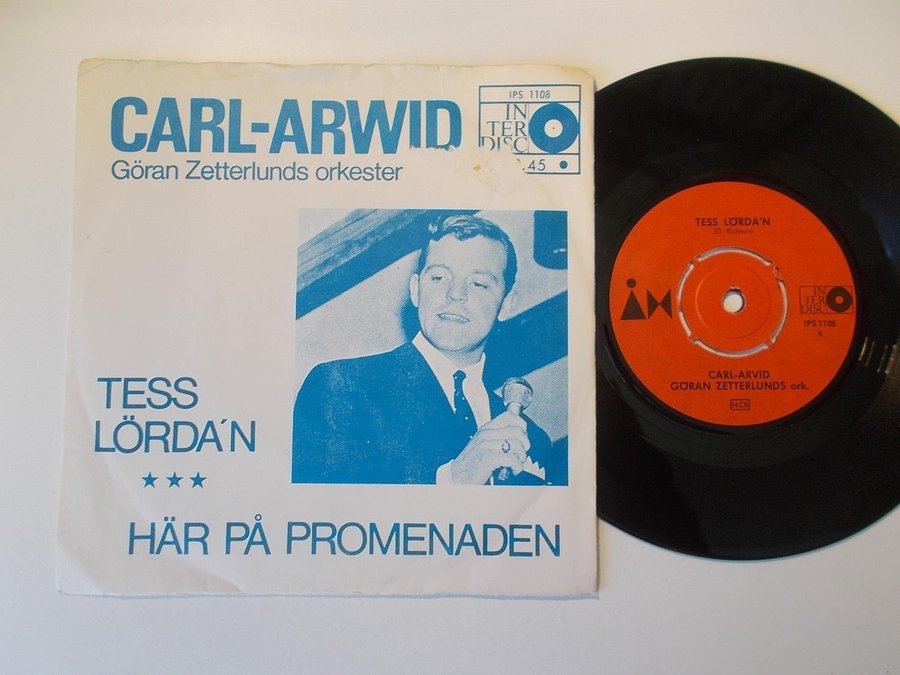 CARL-ARWID
Göran Zetterlunds orkester
IPS 1108
IN
TER
DISC
45
TESS
LÖRDA'N
★★★
HÄR PÅ PROMENADEN
TESS LÖRDA'N
ÅM
IN
TER
DISC
IPS 1108
A
CARL-ARVID
GÖRAN ZETTERLUNDS ork.
NCB